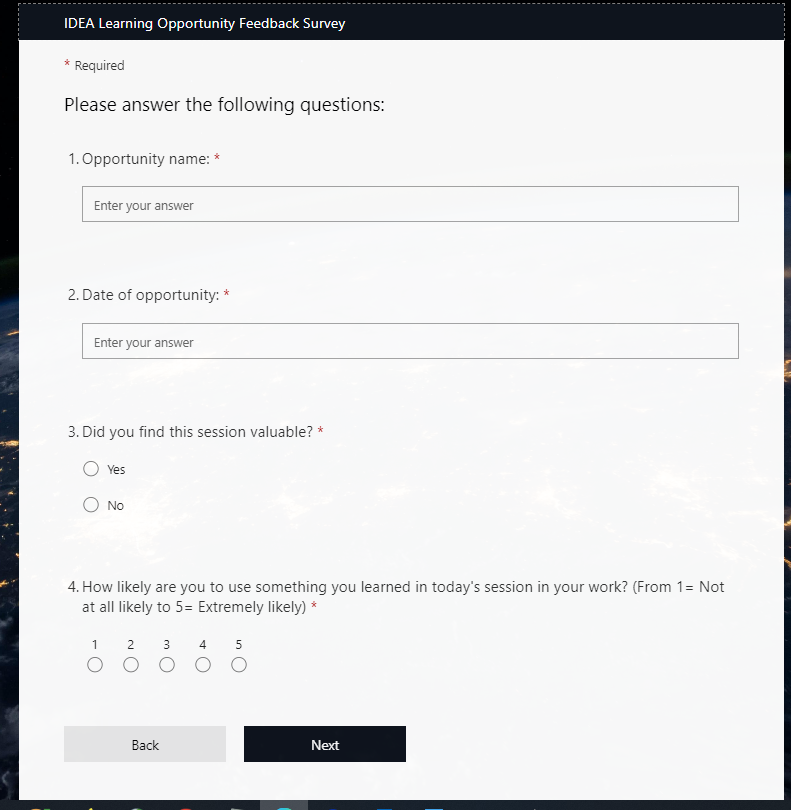 IDEA Learning Opportunity Feedback Survey
* Required
Please answer the following questions:
1. Opportunity name: *
Enter your answer
2. Date of opportunity: *
Enter your answer
3. Did you find this session valuable? *
Yes
No
4. How likely are you to use something you learned in today's session in your work? (From 1= Not
at all likely to 5= Extremely likely) *
1 2 3 4 5
Back Next